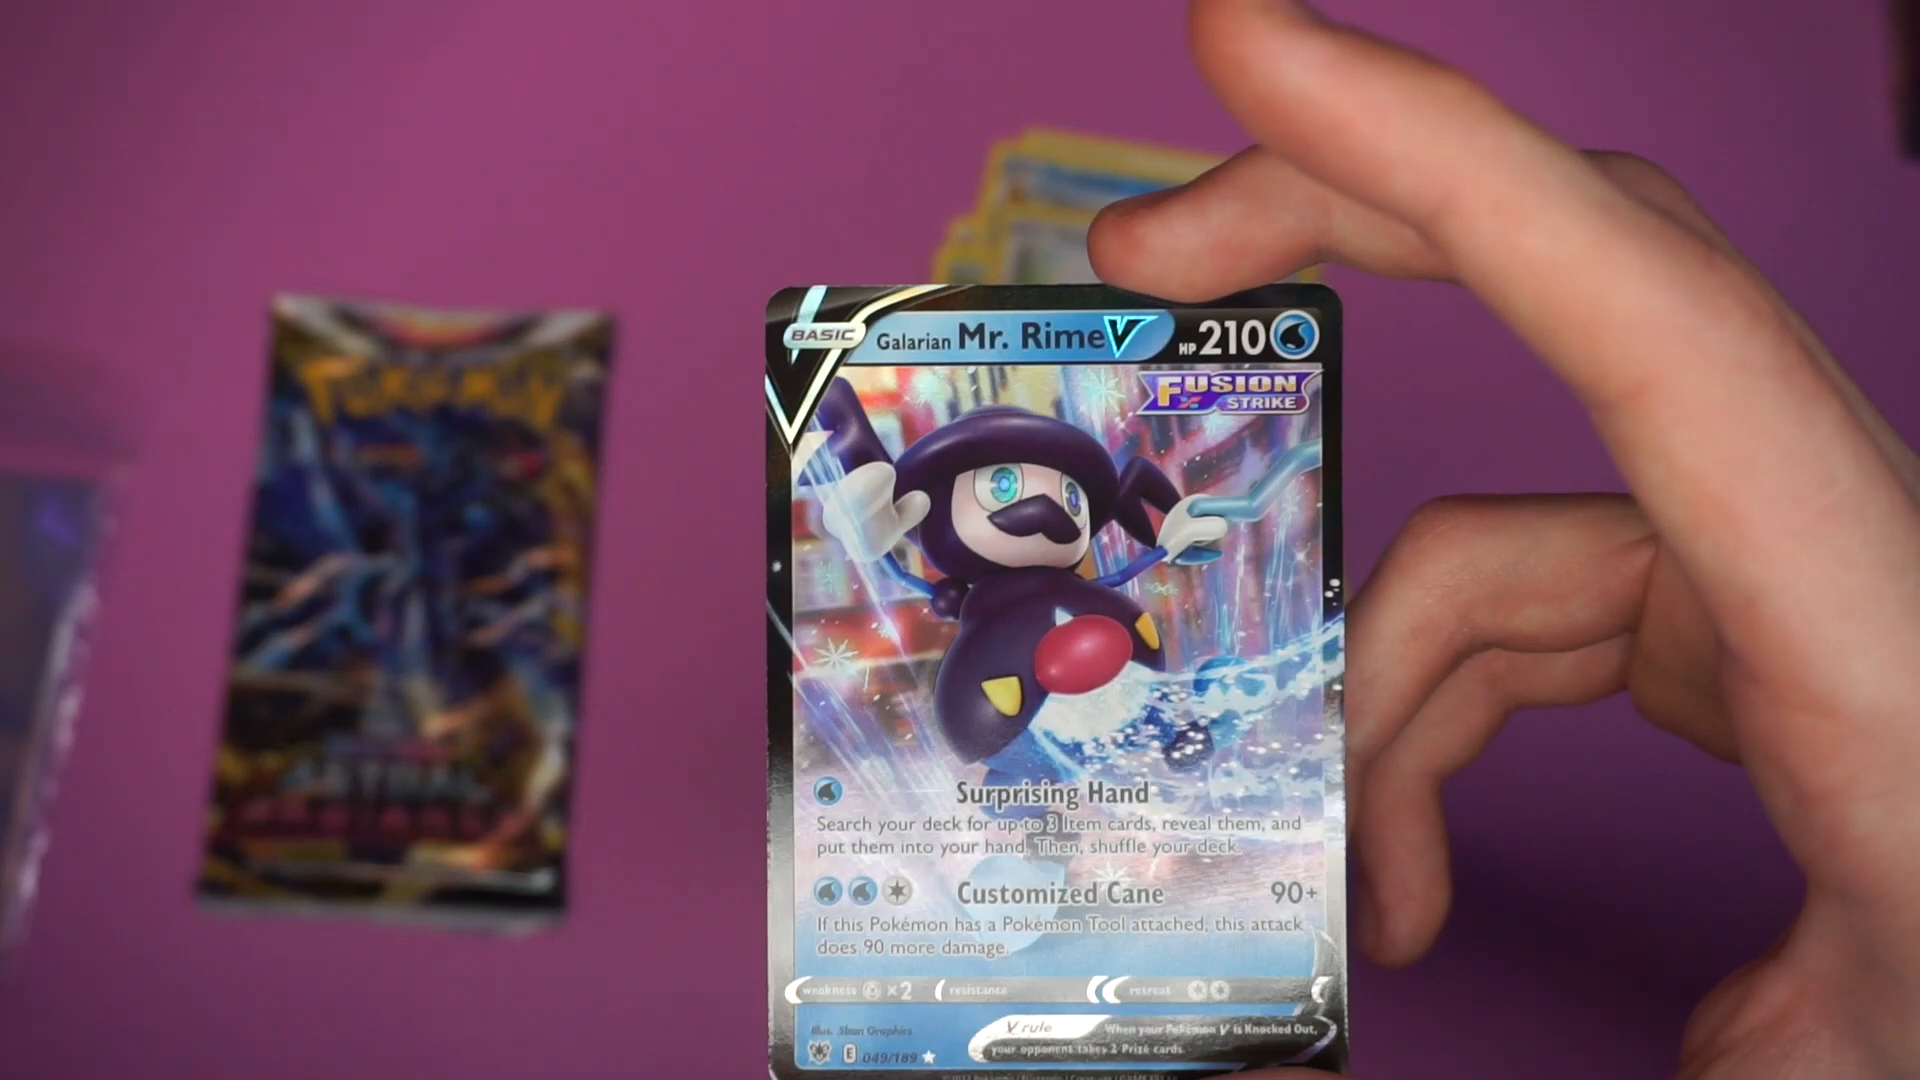 POKÉMON
ASTRAL
BASIC
Galarian Mr. Rime V HP 210
FUSION
STRIKE
Surprising Hand
Search your deck for up to 3 Item cards, reveal them, and
put them into your hand. Then, shuffle your deck.
Customized Cane 90+
If this Pokémon has a Pokémon Tool attached, this attack
does 90 more damage.
weakness ×2 resistance retreat
Illus. 5ban Graphics
V rule When your Pokémon V is Knocked Out,
your opponent takes 2 Prize cards.
E 049/189